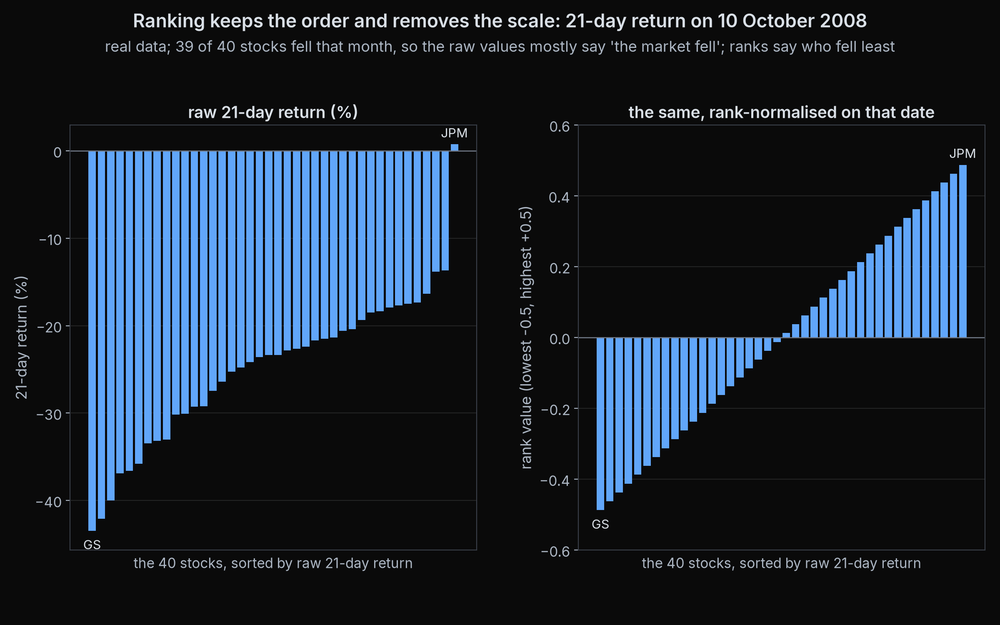 Ranking keeps the order and removes the scale: 21-day return on 10 October 2008
real data; 39 of 40 stocks fell that month, so the raw values mostly say 'the market fell'; ranks say who fell least
raw 21-day return (%)
JPM
0
−10
−20
−30
−40
21-day return (%)
GS
the 40 stocks, sorted by raw 21-day return
the same, rank-normalised on that date
0.6
JPM
0.4
0.2
0.0
−0.2
−0.4
−0.6
rank value (lowest -0.5, highest +0.5)
GS
the 40 stocks, sorted by raw 21-day return